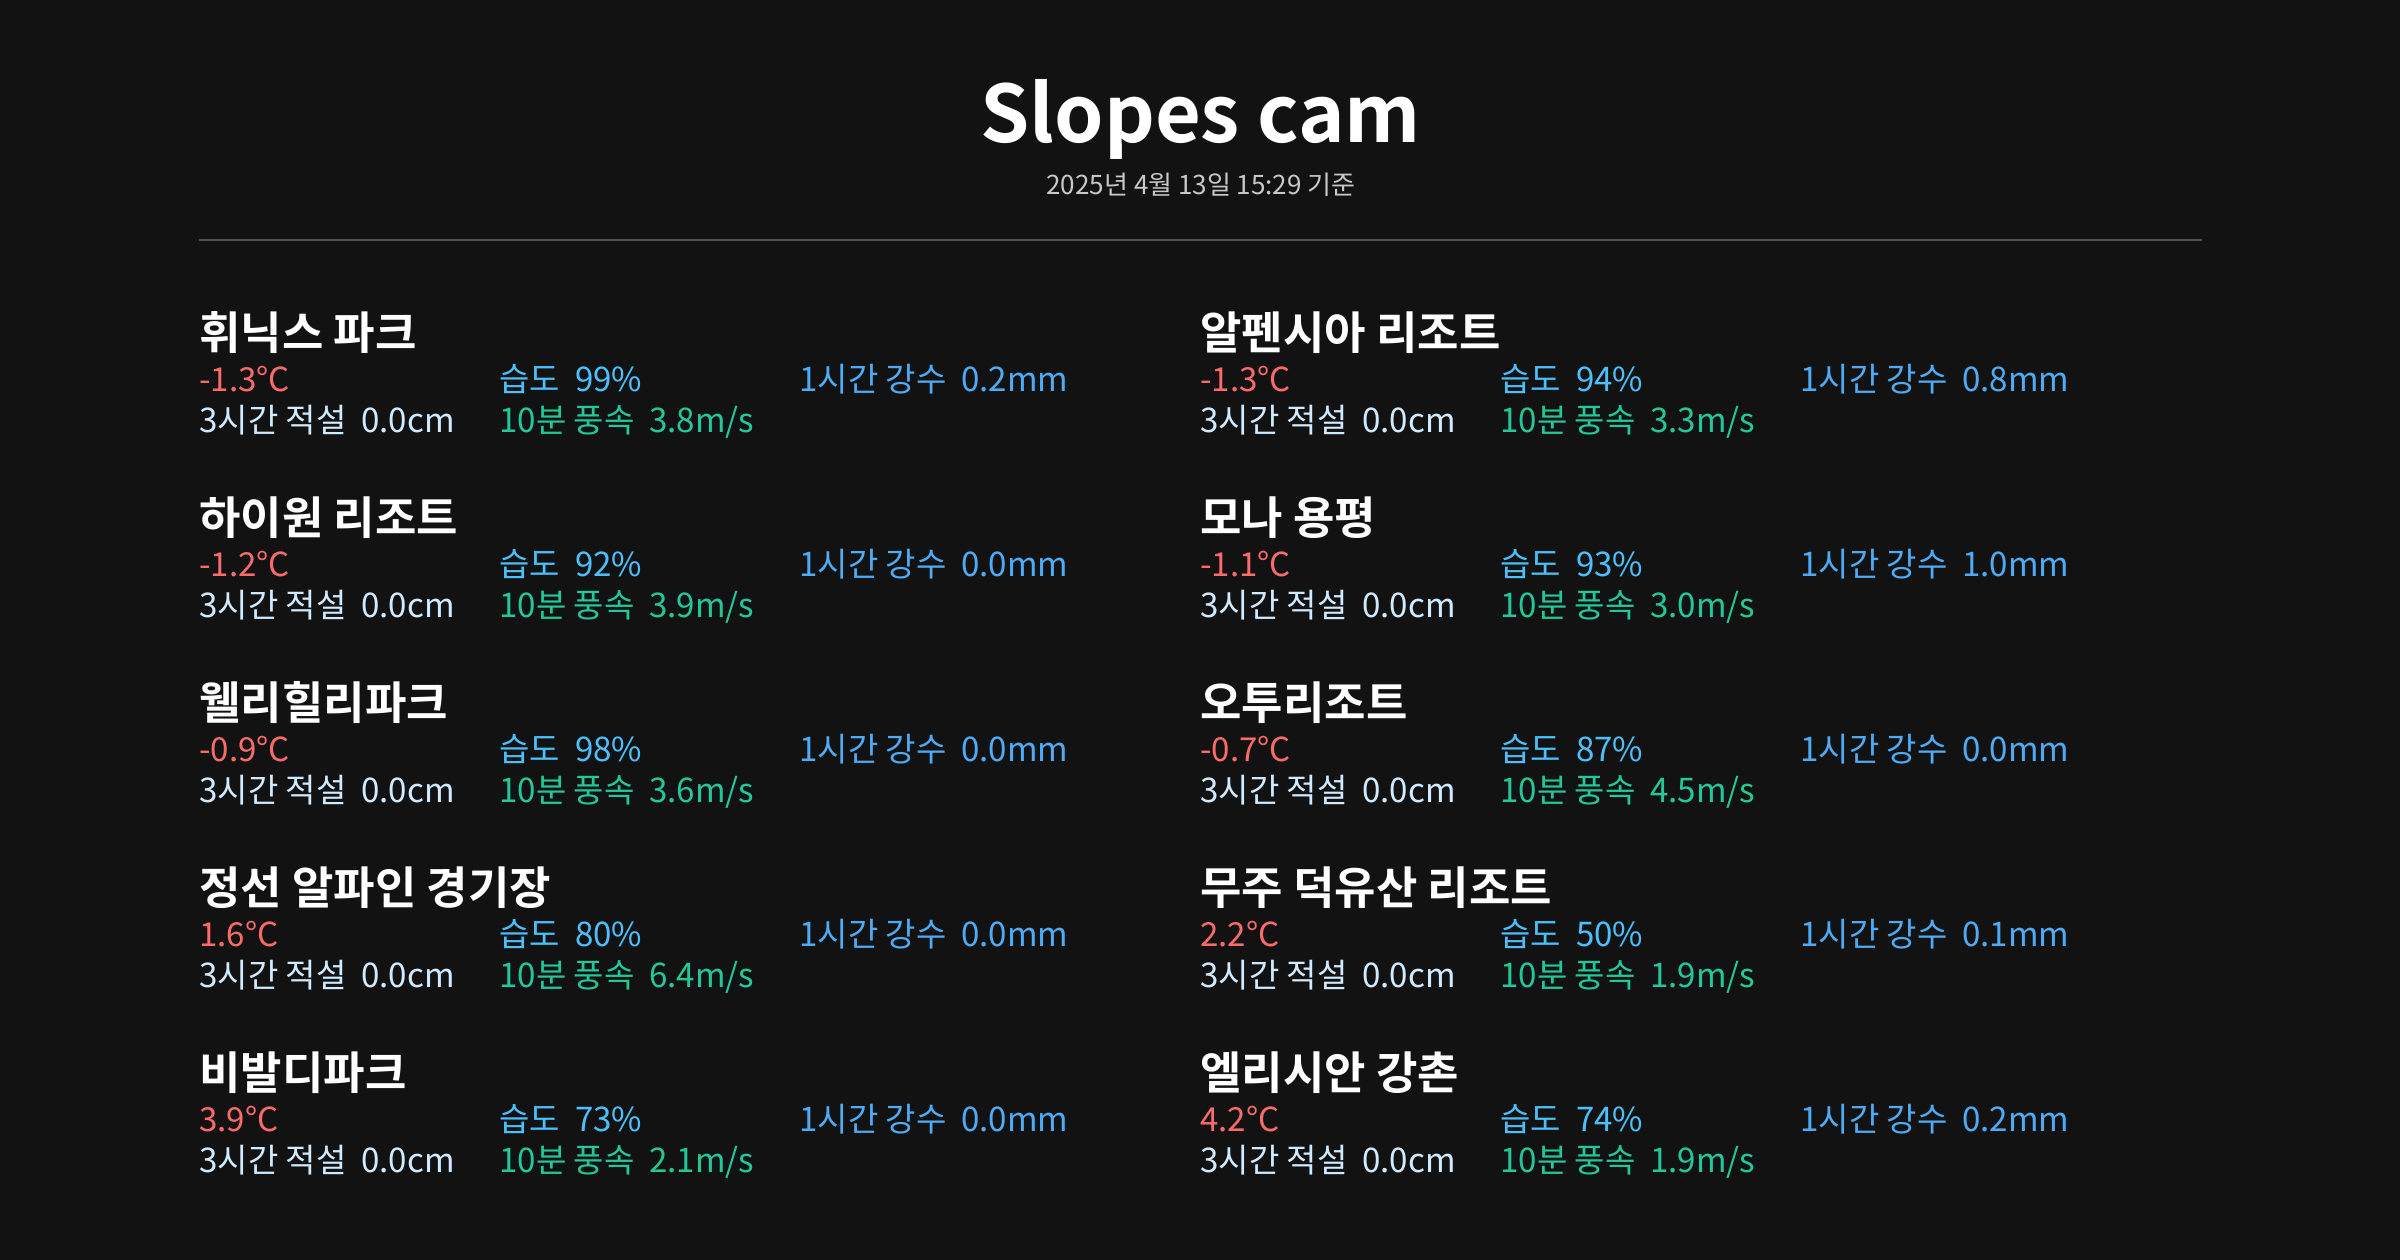 Slopes cam
2025년 4월 13일 15:29 기준
휘닉스 파크
-1.3°C 습도 99% 1시간 강수 0.2mm
3시간 적설 0.0cm 10분 풍속 3.8m/s
알펜시아 리조트
-1.3°C 습도 94% 1시간 강수 0.8mm
3시간 적설 0.0cm 10분 풍속 3.3m/s
하이원 리조트
-1.2°C 습도 92% 1시간 강수 0.0mm
3시간 적설 0.0cm 10분 풍속 3.9m/s
모나 용평
-1.1°C 습도 93% 1시간 강수 1.0mm
3시간 적설 0.0cm 10분 풍속 3.0m/s
웰리힐리파크
-0.9°C 습도 98% 1시간 강수 0.0mm
3시간 적설 0.0cm 10분 풍속 3.6m/s
오투리조트
-0.7°C 습도 87% 1시간 강수 0.0mm
3시간 적설 0.0cm 10분 풍속 4.5m/s
정선 알파인 경기장
1.6°C 습도 80% 1시간 강수 0.0mm
3시간 적설 0.0cm 10분 풍속 6.4m/s
무주 덕유산 리조트
2.2°C 습도 50% 1시간 강수 0.1mm
3시간 적설 0.0cm 10분 풍속 1.9m/s
비발디파크
3.9°C 습도 73% 1시간 강수 0.0mm
3시간 적설 0.0cm 10분 풍속 2.1m/s
엘리시안 강촌
4.2°C 습도 74% 1시간 강수 0.2mm
3시간 적설 0.0cm 10분 풍속 1.9m/s